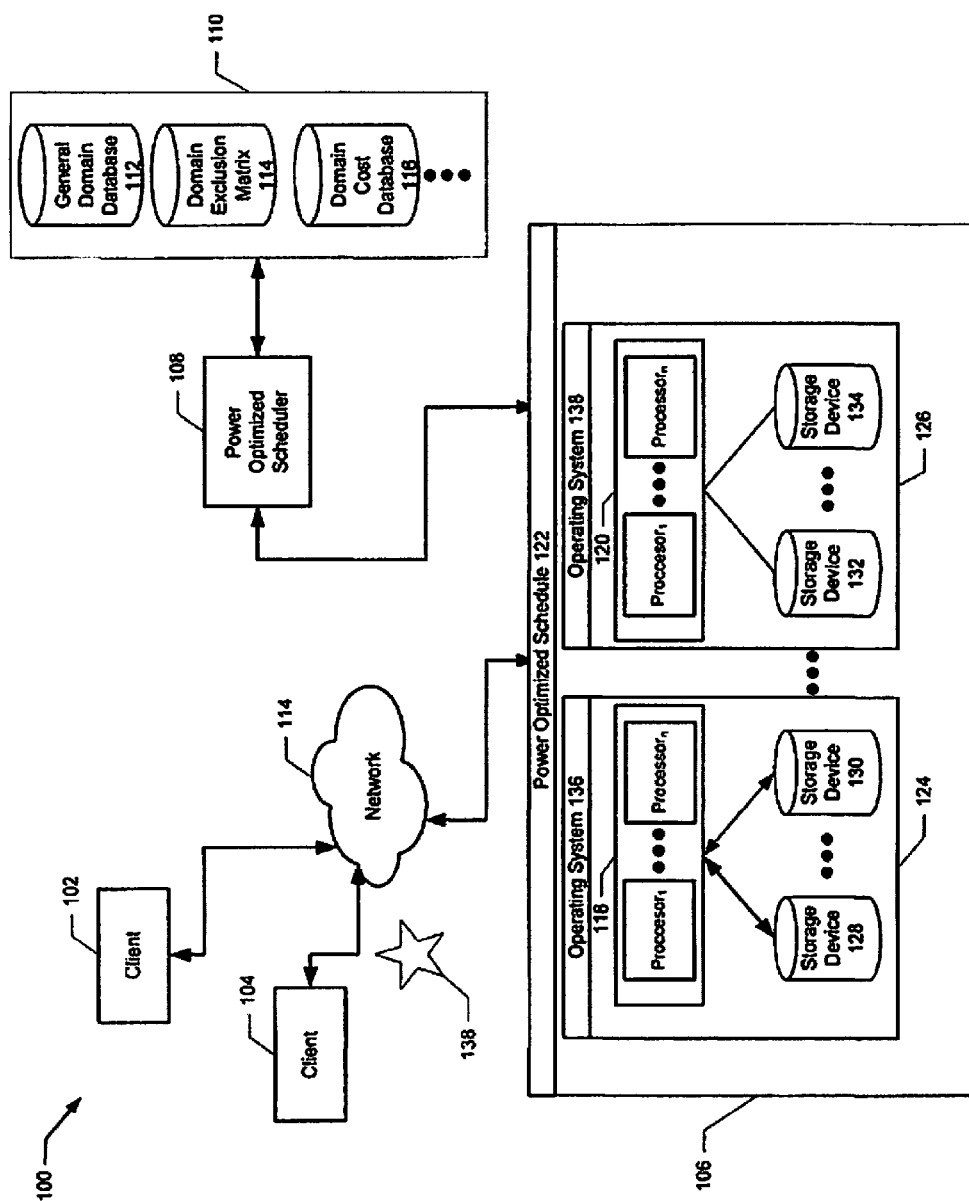 100
102
Client
104
Client
138
114
Network
108
Power
Optimized
Scheduler
110
General
Domain
Database
112
Domain
Exclusion
Matrix
114
Domain
Cost
Database
116
106
Power Optimized Schedule 122
Operating System 136
118
Proccesor1
Processorn
Storage
Device
128
Storage
Device
130
124
Operating System 138
120
Proccesor1
Processorn
Storage
Device
132
Storage
Device
134
126